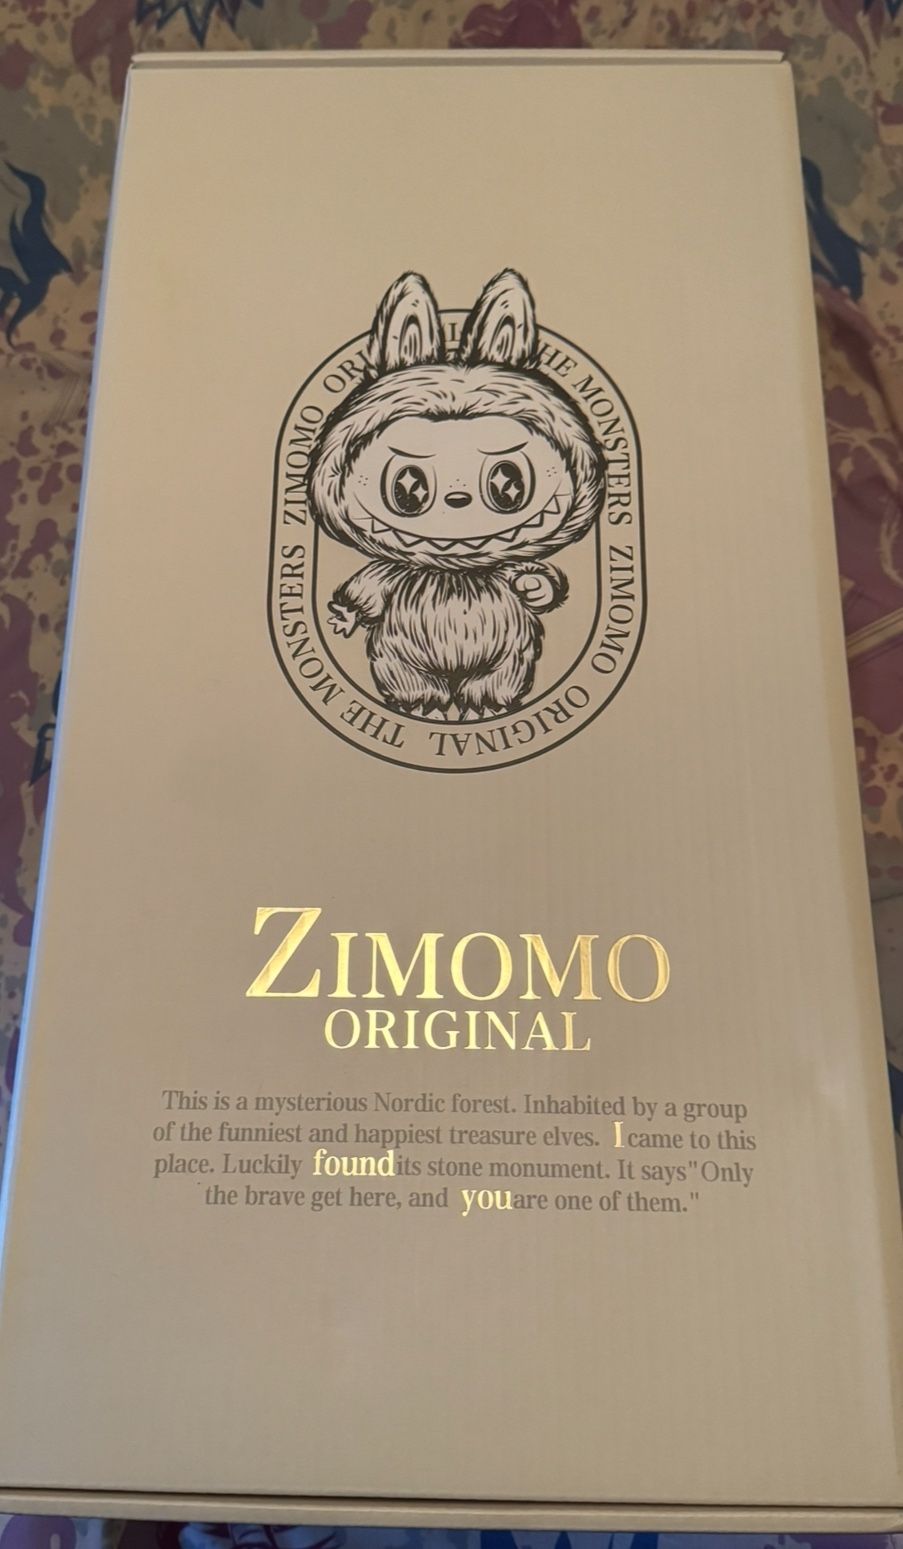 ZIMOMO ORI
THE MONSTERS ZIMOMO ORIGINAL THE MONSTERS
ZIMOMO
ORIGINAL
This is a mysterious Nordic forest. Inhabited by a group
of the funniest and happiest treasure elves. I came to this
place. Luckily found its stone monument. It says"Only
the brave get here, and you are one of them."